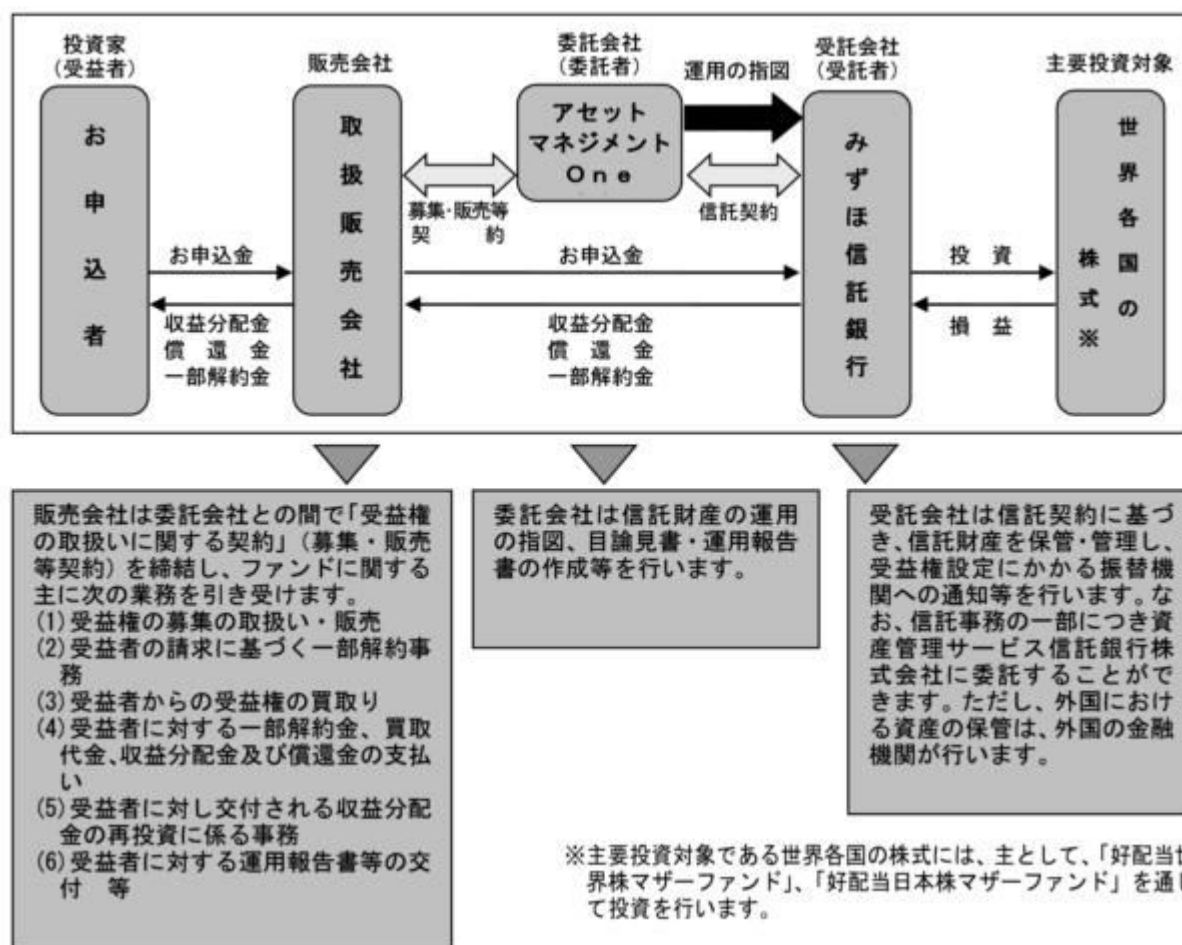 投資家
(受益者)
販売会社
委託会社
(委託者)
運用の指図
受託会社
(受託者)
主要投資対象
お申込者
取扱販売会社
アセット
マネジメント
One
みずほ信託銀行
世界各国の
株式※
募集・販売等
契　約
信託契約
お申込金
収益分配金
償　還　金
一部解約金
お申込金
収益分配金
償　還　金
一部解約金
投　資
損　益
販売会社は委託会社との間で「受益権
の取扱いに関する契約」(募集・販売
等契約)を締結し、ファンドに関する
主に次の業務を引き受けます。
(1)受益権の募集の取扱い・販売
(2)受益者の請求に基づく一部解約事
務
(3)受益者からの受益権の買取り
(4)受益者に対する一部解約金、買取
代金、収益分配金及び償還金の支払
い
(5)受益者に対し交付される収益分配
金の再投資に係る事務
(6)受益者に対する運用報告書等の交
付　等
委託会社は信託財産の運用
の指図、目論見書・運用報告
書の作成等を行います。
受託会社は信託契約に基づ
き、信託財産を保管・管理し、
受益権設定にかかる振替機
関への通知等を行います。な
お、信託事務の一部につき資
産管理サービス信託銀行株
式会社に委託することがで
きます。ただし、外国におけ
る資産の保管は、外国の金融
機関が行います。
※主要投資対象である世界各国の株式には、主として、「好配当世
界株マザーファンド」、「好配当日本株マザーファンド」を通し
て投資を行います。